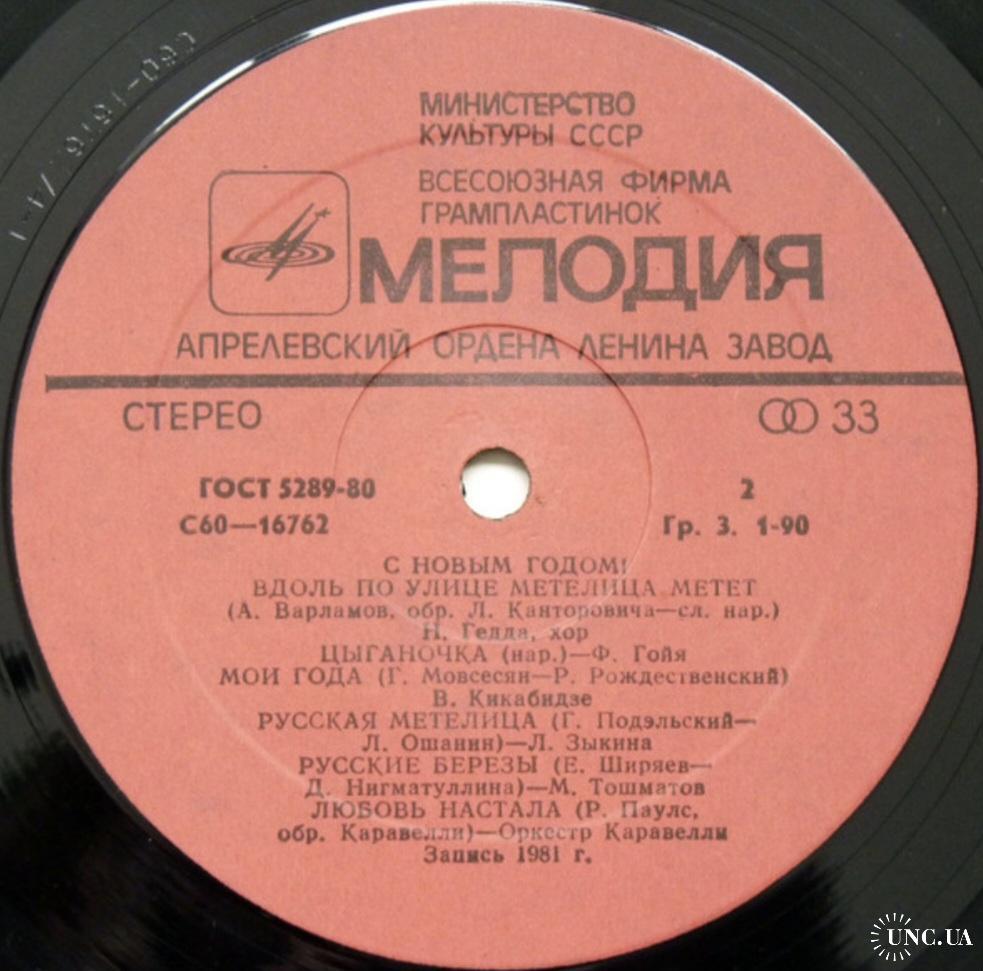 МИНИСТЕРСТВО
КУЛЬТУРЫ СССР
ВСЕСОЮЗНАЯ ФИРМА
ГРАМПЛАСТИНОК
МЕЛОДИЯ
АПРЕЛЕВСКИЙ ОРДЕНА ЛЕНИНА ЗАВОД
СТЕРЕО 33
ГОСТ 5289-80 2
С60—16762 Гр. 3. 1-90
С НОВЫМ ГОДОМ!
ВДОЛЬ ПО УЛИЦЕ МЕТЕЛИЦА МЕТЕТ
(А. Варламов, обр. Л. Канторовича—сл. нар.)
Н. Гедда, хор
ЦЫГАНОЧКА (нар.)—Ф. Гойя
МОИ ГОДА (Г. Мовсесян—Р. Рождественский)
В. Кикабидзе
РУССКАЯ МЕТЕЛИЦА (Г. Подэльский—
Л. Ошанин)—Л. Зыкина
РУССКИЕ БЕРЕЗЫ (Е. Ширяев—
Д. Нигматуллина)—М. Тошматов
ЛЮБОВЬ НАСТАЛА (Р. Паулс,
обр. Каравелли)—Оркестр Каравелли
Запись 1981 г.
UNC.UA